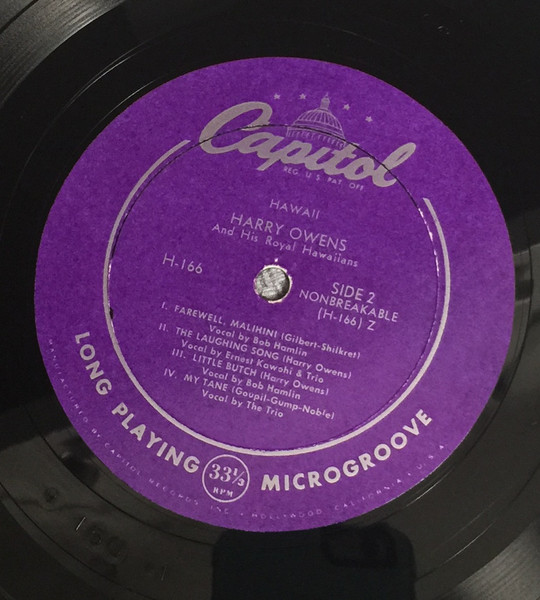 Capitol
REG. U.S. PAT. OFF.
HAWAII
HARRY OWENS
And His Royal Hawaiians
H-166
SIDE 2
NONBREAKABLE
(H-166) Z
I. FAREWELL, MALIHINI (Gilbert-Shilkret)
Vocal by Bob Hamlin
II. THE LAUGHING SONG (Harry Owens)
Vocal by Ernest Kawohi & Trio
III. LITTLE BUTCH (Harry Owens)
Vocal by Bob Hamlin
IV. MY TANE (Goupil-Gump-Noble)
Vocal by The Trio
LONG PLAYING 33⅓ RPM MICROGROOVE
MANUFACTURED BY CAPITOL RECORDS, INC. • HOLLYWOOD, CALIFORNIA, U.S.A.